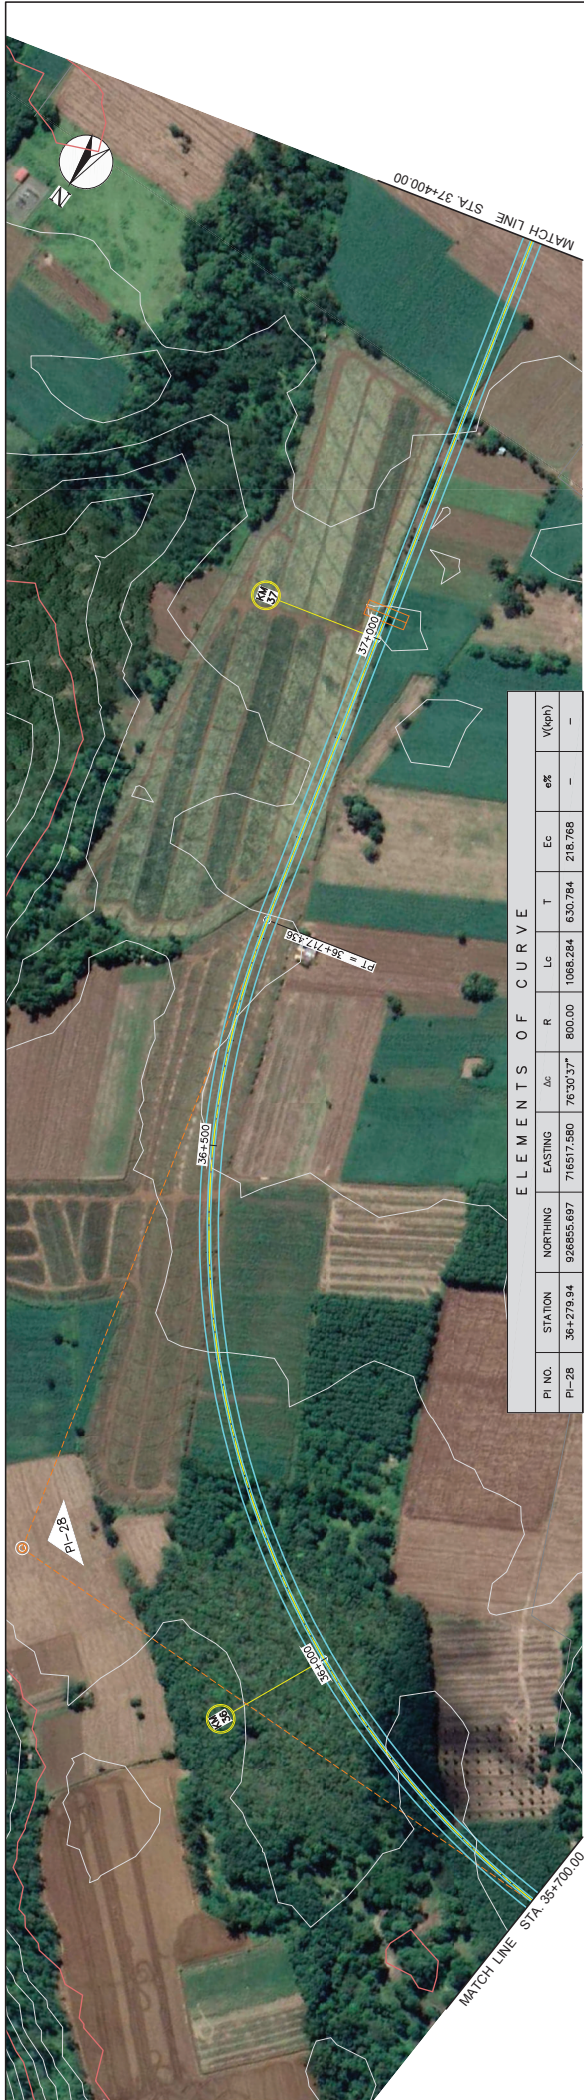 MATCH LINE  STA. 37+400.00
N
KM
37
37+000
PT = 36+717.436
36+500
PI-28
36+000
KM
36
MATCH LINE  STA. 35+700.00
ELEMENTS OF CURVE
PI NO. STATION NORTHING EASTING Δc R Lc T Ec e% V(kph)
PI-28 36+279.94 926855.697 716517.580 76°30'37" 800.00 1068.284 630.784 218.768 - -